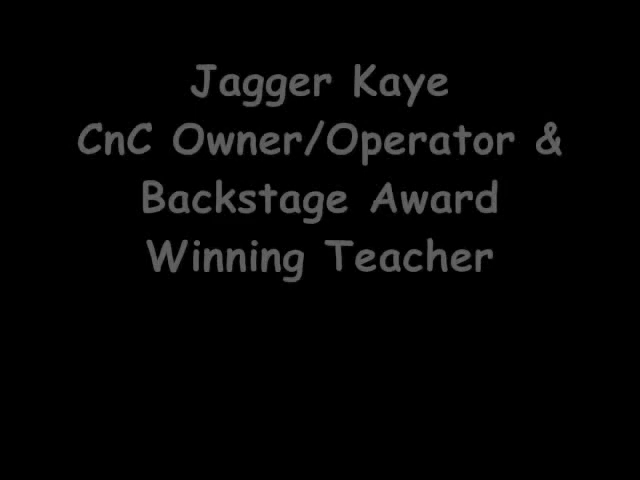 Jagger Kaye
CnC Owner/Operator &
Backstage Award
Winning Teacher